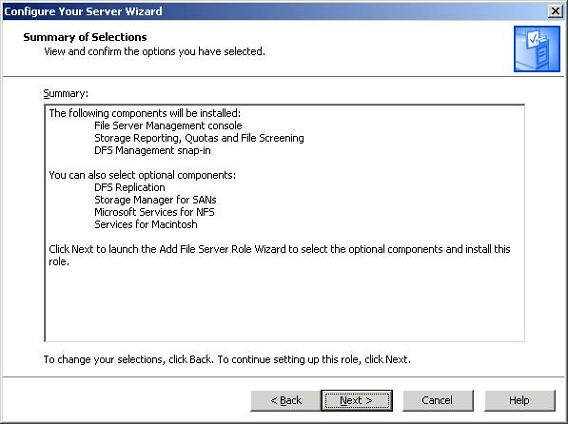 Configure Your Server Wizard
Summary of Selections
View and confirm the options you have selected.
Summary:
The following components will be installed:
File Server Management console
Storage Reporting, Quotas and File Screening
DFS Management snap-in
You can also select optional components:
DFS Replication
Storage Manager for SANs
Microsoft Services for NFS
Services for Macintosh
Click Next to launch the Add File Server Role Wizard to select the optional components and install this
role.
To change your selections, click Back. To continue setting up this role, click Next.
< Back Next > Cancel Help